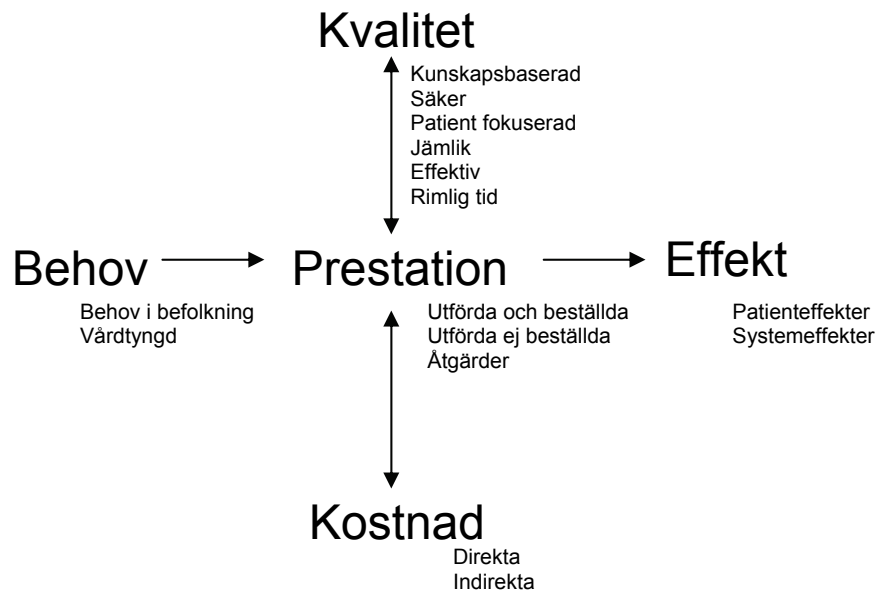 Kvalitet
Kunskapsbaserad
Säker
Patient fokuserad
Jämlik
Effektiv
Rimlig tid
Behov
Behov i befolkning
Vårdtyngd
Prestation
Utförda och beställda
Utförda ej beställda
Åtgärder
Effekt
Patienteffekter
Systemeffekter
Kostnad
Direkta
Indirekta